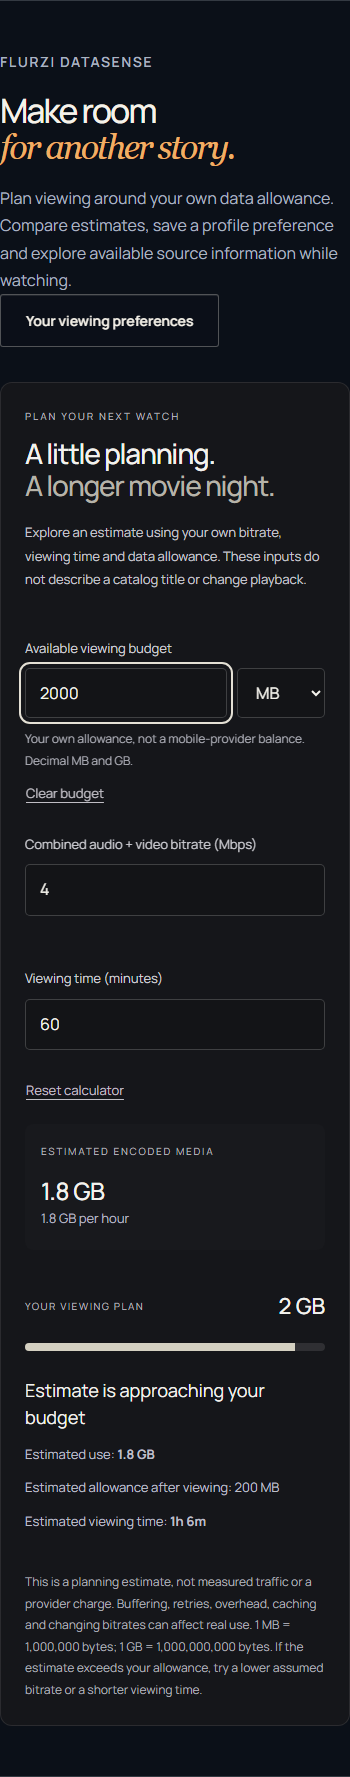 FLURZI DATASENSE
Make room
for another story.
Plan viewing around your own data allowance.
Compare estimates, save a profile preference
and explore available source information while
watching.
Your viewing preferences
PLAN YOUR NEXT WATCH
A little planning.
A longer movie night.
Explore an estimate using your own bitrate,
viewing time and data allowance. These inputs do
not describe a catalog title or change playback.
Available viewing budget
2000 MB
Your own allowance, not a mobile-provider balance.
Decimal MB and GB.
Clear budget
Combined audio + video bitrate (Mbps)
4
Viewing time (minutes)
60
Reset calculator
ESTIMATED ENCODED MEDIA
1.8 GB
1.8 GB per hour
YOUR VIEWING PLAN 2 GB
Estimate is approaching your
budget
Estimated use: 1.8 GB
Estimated allowance after viewing: 200 MB
Estimated viewing time: 1h 6m
This is a planning estimate, not measured traffic or a
provider charge. Buffering, retries, overhead, caching
and changing bitrates can affect real use. 1 MB =
1,000,000 bytes; 1 GB = 1,000,000,000 bytes. If the
estimate exceeds your allowance, try a lower assumed
bitrate or a shorter viewing time.